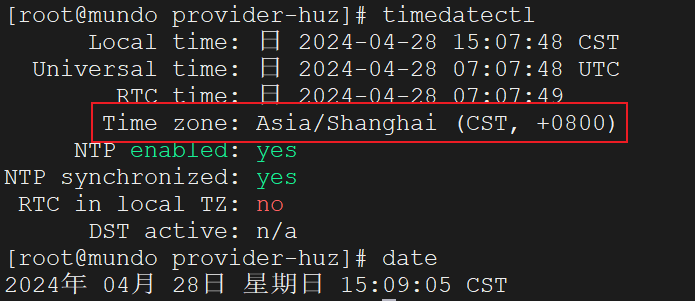 [root@mundo provider-huz]# timedatectl
Local time: 日 2024-04-28 15:07:48 CST
Universal time: 日 2024-04-28 07:07:48 UTC
RTC time: 日 2024-04-28 07:07:49
Time zone: Asia/Shanghai (CST, +0800)
NTP enabled: yes
NTP synchronized: yes
RTC in local TZ: no
DST active: n/a
[root@mundo provider-huz]# date
2024年 04月 28日 星期日 15:09:05 CST